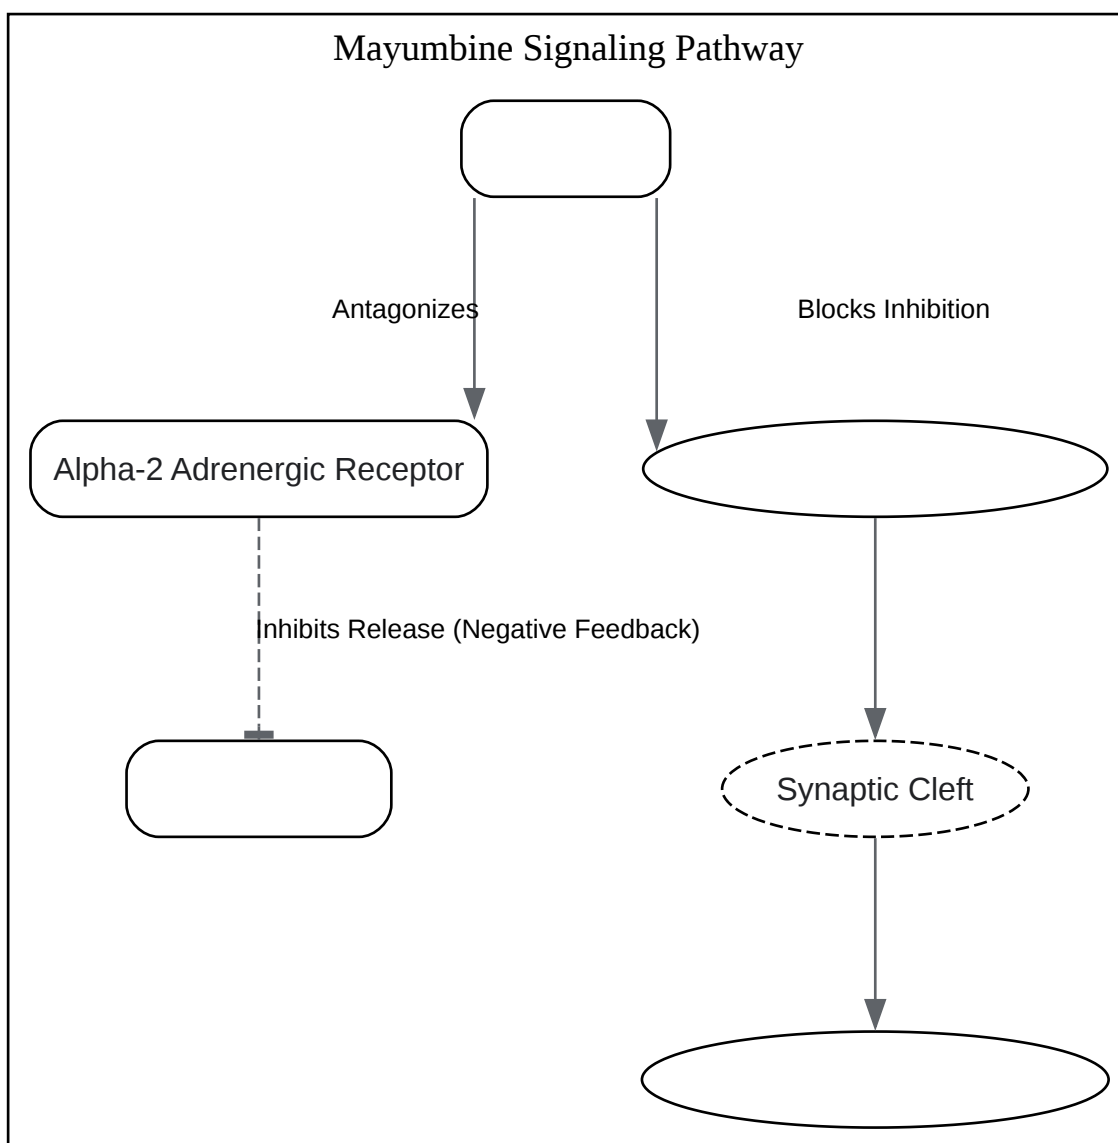 Mayumbine Signaling Pathway
Antagonizes
Blocks Inhibition
Alpha-2 Adrenergic Receptor
Inhibits Release (Negative Feedback)
Synaptic Cleft